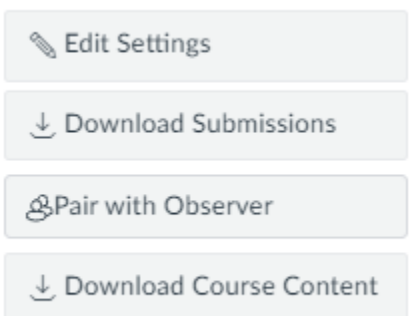 Edit Settings
Download Submissions
Pair with Observer
Download Course Content